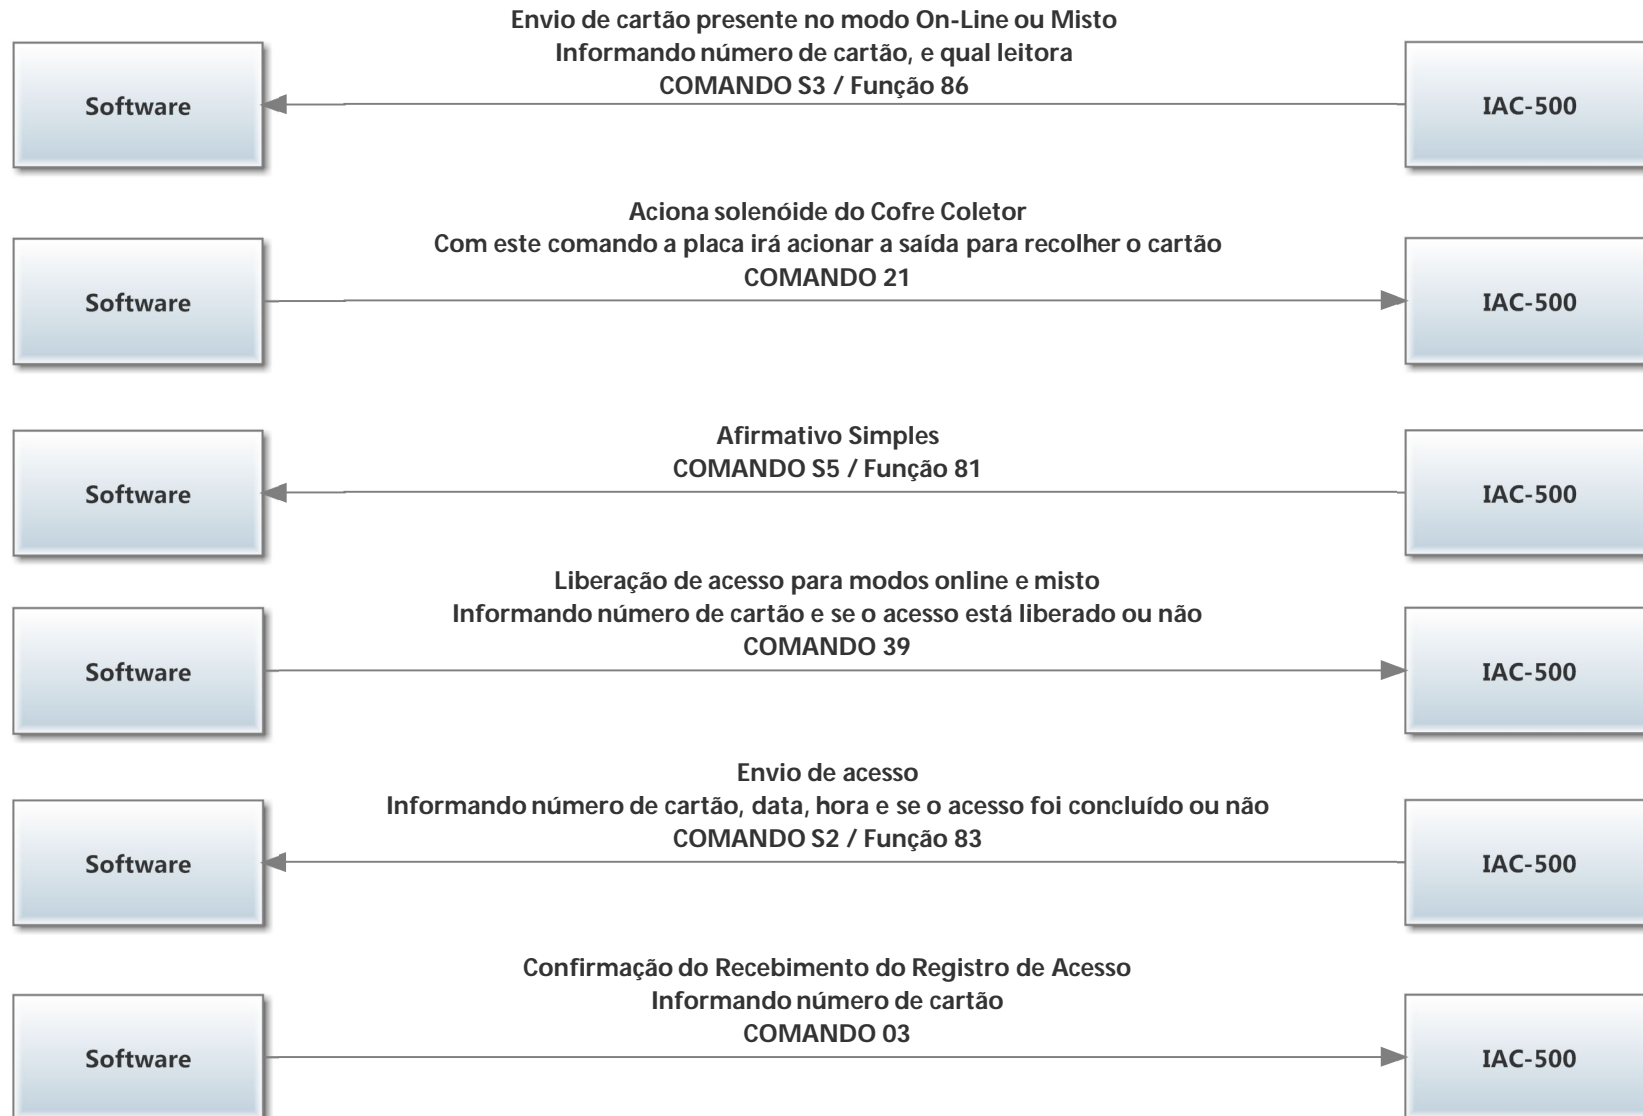 Envio de cartão presente no modo On-Line ou Misto
Informando número de cartão, e qual leitora
COMANDO S3 / Função 86
Software
IAC-500
Aciona solenóide do Cofre Coletor
Com este comando a placa irá acionar a saída para recolher o cartão
COMANDO 21
Software
IAC-500
Afirmativo Simples
COMANDO S5 / Função 81
Software
IAC-500
Liberação de acesso para modos online e misto
Informando número de cartão e se o acesso está liberado ou não
COMANDO 39
Software
IAC-500
Envio de acesso
Informando número de cartão, data, hora e se o acesso foi concluído ou não
COMANDO S2 / Função 83
Software
IAC-500
Confirmação do Recebimento do Registro de Acesso
Informando número de cartão
COMANDO 03
Software
IAC-500